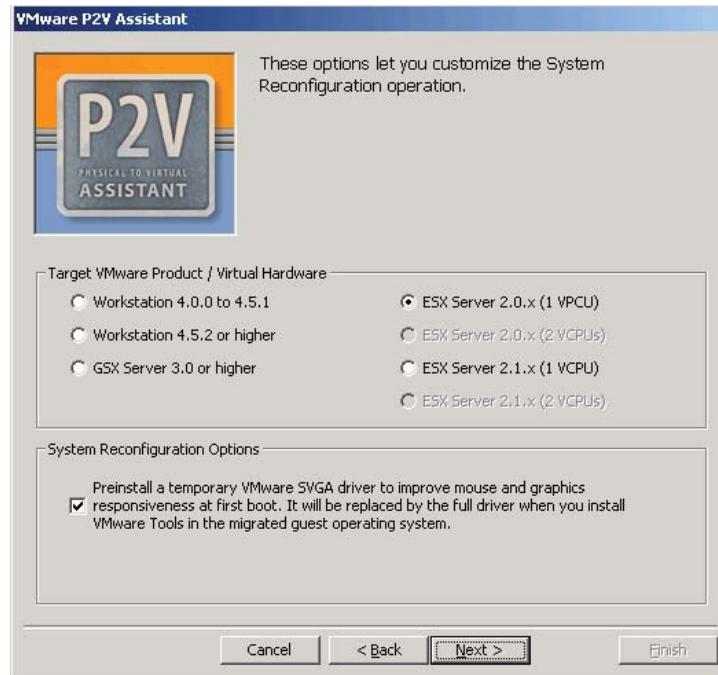 VMware P2V Assistant
P2V
PHYSICAL TO VIRTUAL
ASSISTANT
These options let you customize the System
Reconfiguration operation.
Target VMware Product / Virtual Hardware
Workstation 4.0.0 to 4.5.1
Workstation 4.5.2 or higher
GSX Server 3.0 or higher
ESX Server 2.0.x (1 VPCU)
ESX Server 2.0.x (2 VCPUs)
ESX Server 2.1.x (1 VCPU)
ESX Server 2.1.x (2 VCPUs)
System Reconfiguration Options
Preinstall a temporary VMware SVGA driver to improve mouse and graphics
responsiveness at first boot. It will be replaced by the full driver when you install
VMware Tools in the migrated guest operating system.
Cancel
< Back
Next >
Finish